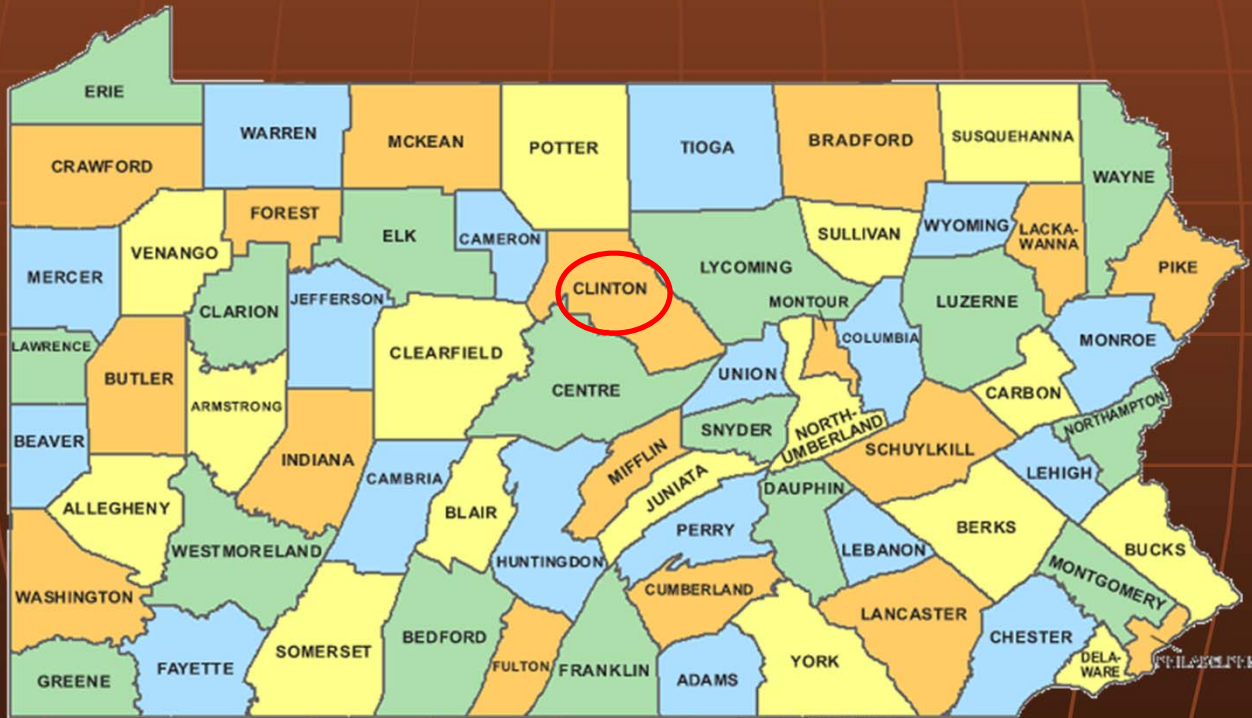 ERIE
WARREN
MCKEAN
POTTER
TIOGA
BRADFORD
SUSQUEHANNA
WAYNE
CRAWFORD
FOREST
ELK
CAMERON
SULLIVAN
WYOMING
LACKA-
WANNA
PIKE
MERCER
VENANGO
CLARION
JEFFERSON
CLINTON
LYCOMING
MONTOUR
COLUMBIA
LUZERNE
MONROE
LAWRENCE
BUTLER
ARMSTRONG
CLEARFIELD
CENTRE
UNION
CARBON
NORTHAMPTON
BEAVER
INDIANA
SNYDER
NORTH-
UMBERLAND
SCHUYLKILL
LEHIGH
ALLEGHENY
CAMBRIA
BLAIR
MIFFLIN
JUNIATA
DAUPHIN
BERKS
BUCKS
WESTMORELAND
HUNTINGDON
PERRY
LEBANON
MONTGOMERY
WASHINGTON
CUMBERLAND
LANCASTER
CHESTER
GREENE
FAYETTE
SOMERSET
BEDFORD
FULTON
FRANKLIN
ADAMS
YORK
DELA-
WARE